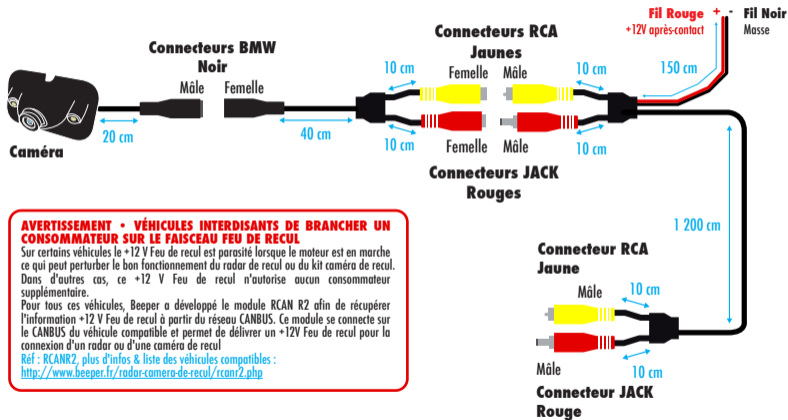 Fil Rouge + - Fil Noir
+12V après-contact
Masse
Connecteurs BMW
Noir
Mâle
Femelle
Connecteurs RCA
Jaunes
10 cm
Femelle
Mâle
10 cm
150 cm
20 cm
40 cm
Caméra
10 cm
Femelle
Mâle
10 cm
Connecteurs JACK
Rouges
1 200 cm
AVERTISSEMENT • VÉHICULES INTERDISANTS DE BRANCHER UN
CONSOMMATEUR SUR LE FAISCEAU FEU DE RECUL
Sur certains véhicules le +12 V Feu de recul est parasité lorsque le moteur est en marche
ce qui peut perturber le bon fonctionnement du radar de recul ou du kit caméra de recul.
Dans d'autres cas, ce +12 V Feu de recul n'autorise aucun consommateur
supplémentaire.
Pour tous ces véhicules, Beeper a développé le module RCAN R2 afin de récupérer
l'information +12 V Feu de recul à partir du réseau CANBUS. Ce module se connecte sur
le CANBUS du véhicule compatible et permet de délivrer un +12V Feu de recul pour la
connexion d'un radar ou d'une caméra de recul
Réf : RCANR2, plus d'infos & liste des véhicules compatibles :
http://www.beeper.fr/radar-camera-de-recul/rcanr2.php
Connecteur RCA
Jaune
Mâle
10 cm
Mâle
10 cm
Connecteur JACK
Rouge